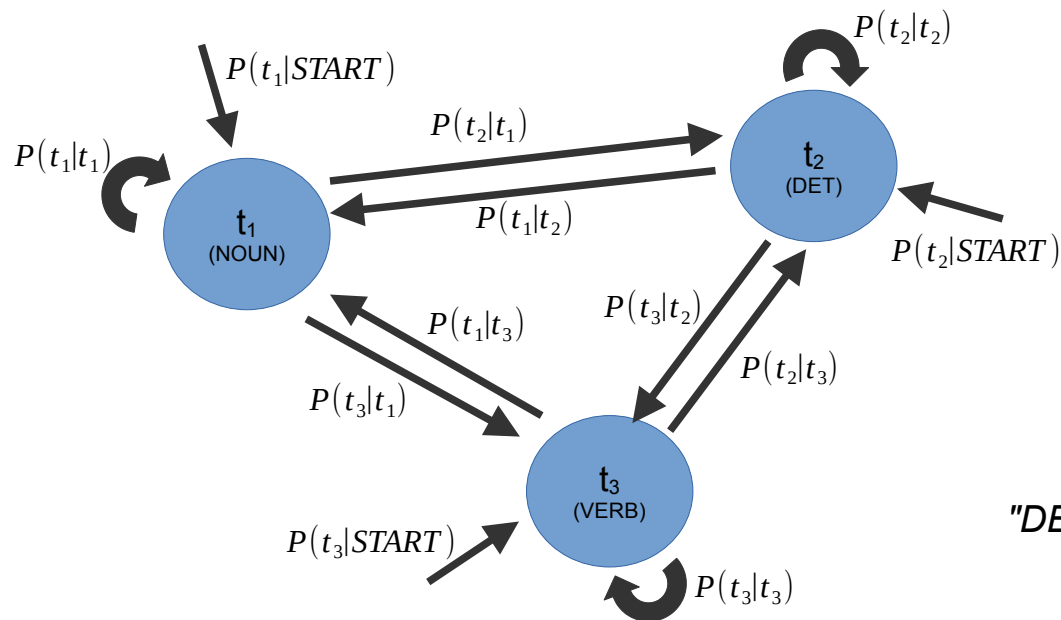 P(t₂|t₂)
P(t₁|START)
P(t₂|t₁)
P(t₁|t₁)
t₂
(DET)
P(t₁|t₂)
t₁
(NOUN)
P(t₂|START)
P(t₃|t₂)
P(t₁|t₃)
P(t₂|t₃)
P(t₃|t₁)
t₃
(VERB)
"DE
P(t₃|START)
P(t₃|t₃)